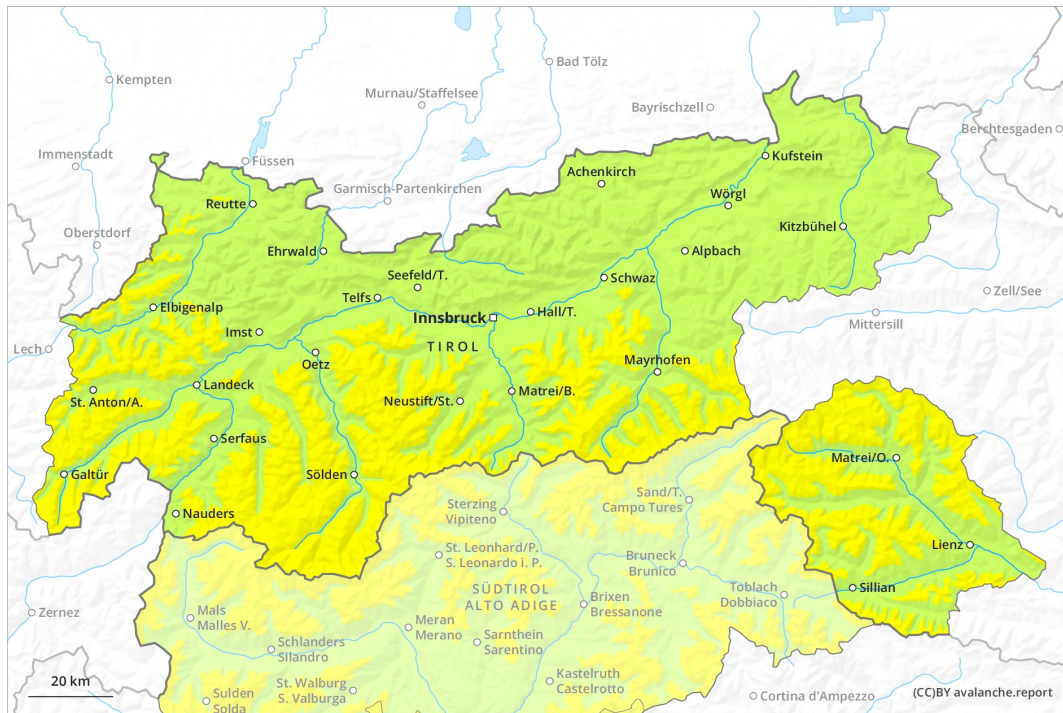 Kempten
Bad Tölz
Murnau/Staffelsee
Bayrischzell
Berchtesgaden
Immenstadt
Füssen
Kufstein
Achenkirch
Garmisch-Partenkirchen
Wörgl
Reutte
Oberstdorf
Kitzbühel
Ehrwald
Alpbach
Seefeld/T.
Schwaz
Zell/See
Telfs
Elbigenalp
Innsbruck
Hall/T.
Mittersill
Imst
TIROL
Lech
Oetz
Mayrhofen
Landeck
St. Anton/A.
Neustift/St.
Matrei/B.
Serfaus
Matrei/O.
Galtür
Sölden
Sand/T.
Campo Tures
Sterzing
Vipiteno
Nauders
Lienz
St. Leonhard/P.
S. Leonardo i. P.
Bruneck
Brunico
SÜDTIROL
ALTO ADIGE
Toblach
Dobbiaco
Sillian
Brixen
Bressanone
Zernez
Mals
Malles V.
Meran
Merano
Sarnthein
Sarentino
Schlanders
Silandro
Kastelruth
Castelrotto
20 km
St. Walburg
S. Valburga
Sulden
Solda
Cortina d'Ampezzo
(CC)BY avalanche.report